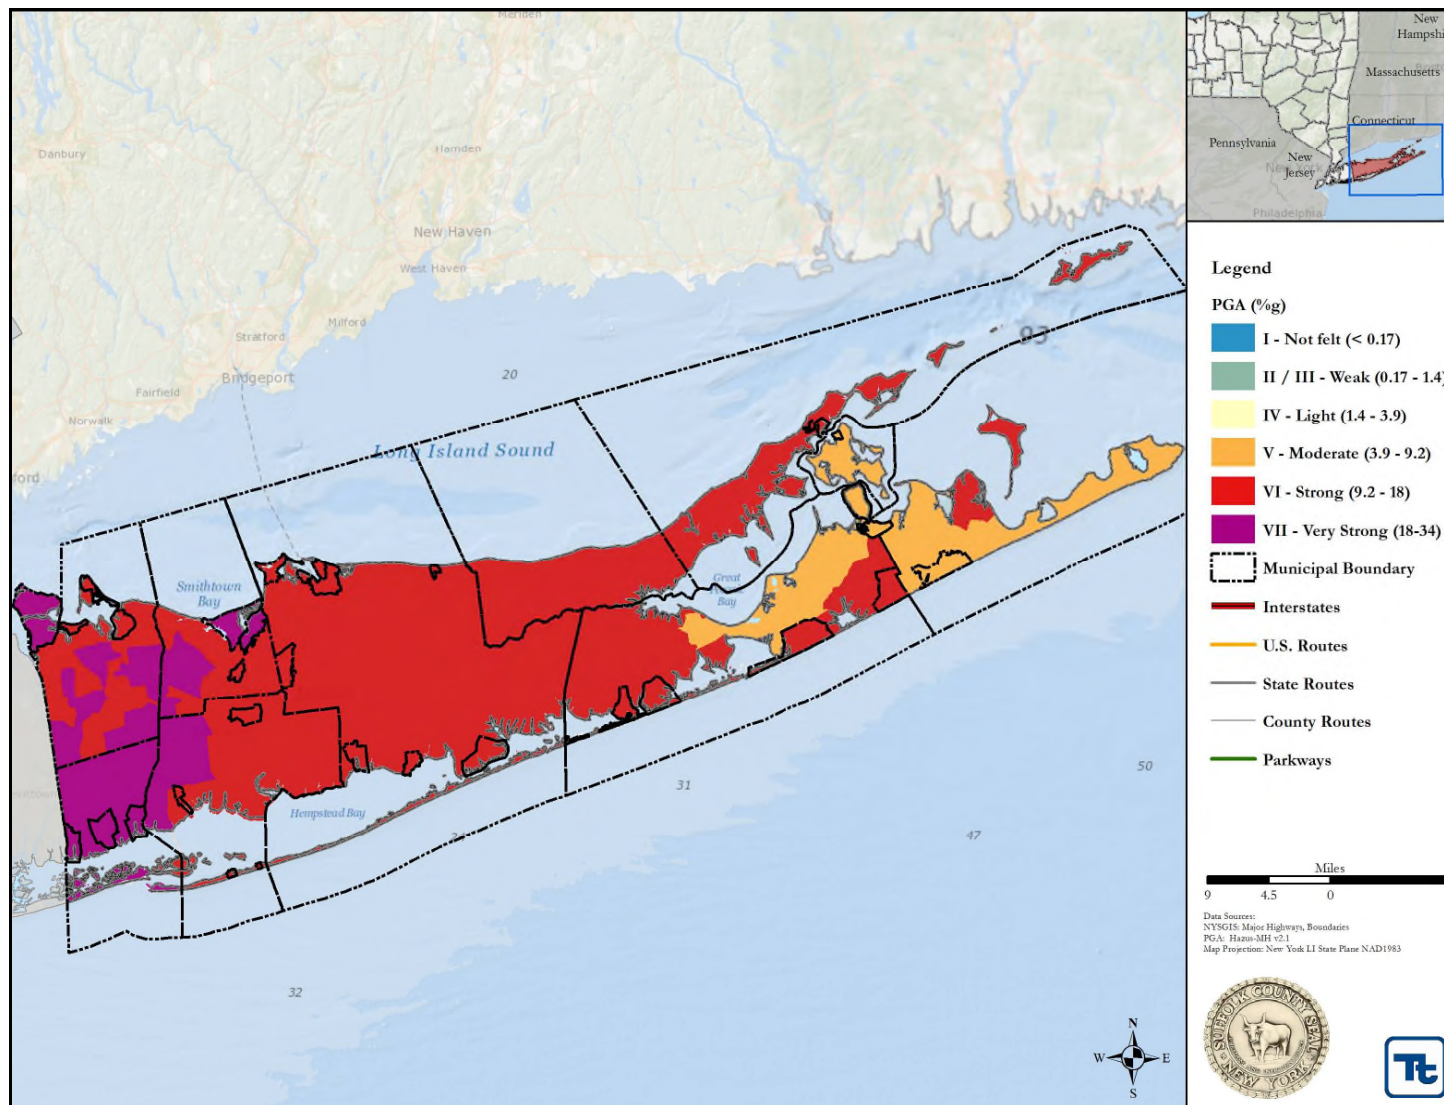 Meriden
Danbury
Hamden
New Haven
West Haven
Milford
Stratford
Bridgeport
Fairfield
Norwalk
20
93
Long Island Sound
Smithtown
Bay
Great
Bay
Hempstead Bay
31
50
47
32
N
W
E
S
New
Hampshi
Massachusetts
Connecticut
Pennsylvania
New
Jersey
New York
Philadelphia
Legend
PGA (%g)
I - Not felt (< 0.17)
II / III - Weak (0.17 - 1.4)
IV - Light (1.4 - 3.9)
V - Moderate (3.9 - 9.2)
VI - Strong (9.2 - 18)
VII - Very Strong (18-34)
Municipal Boundary
Interstates
U.S. Routes
State Routes
County Routes
Parkways
Miles
9 4.5 0
Data Sources:
NYSGIS: Major Highways, Boundaries
PGA: Hazus-MH v2.1
Map Projection: New York LI State Plane NAD1983
SUFFOLK COUNTY SEAL
NEW YORK
Tt